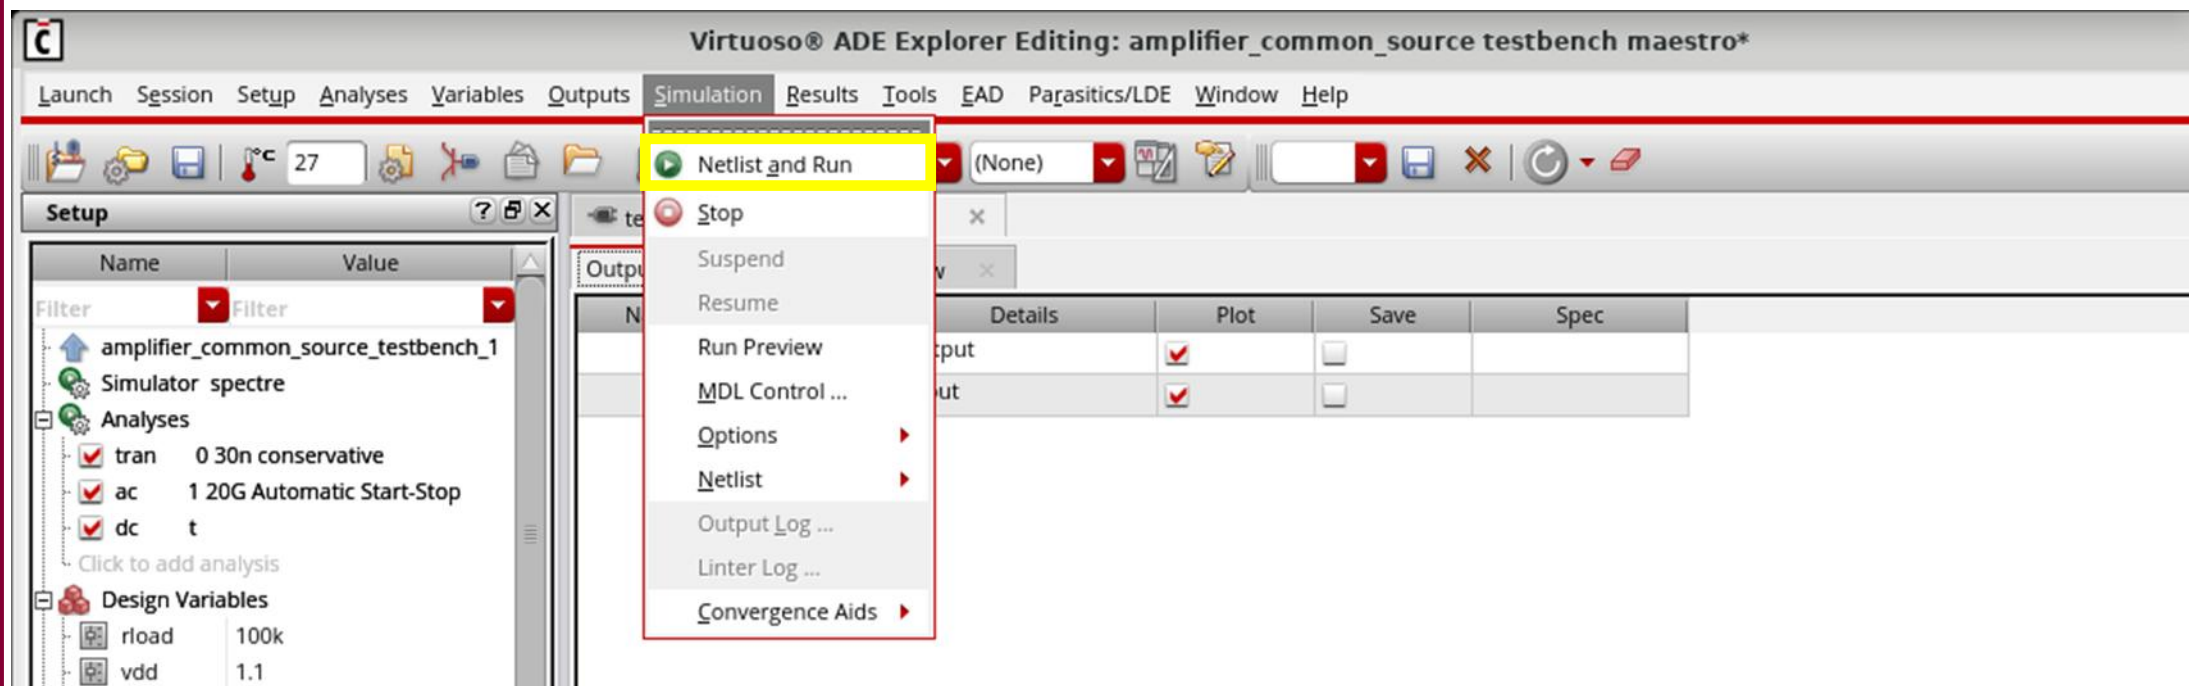 Virtuoso® ADE Explorer Editing: amplifier_common_source testbench maestro*
Launch Session Setup Analyses Variables Outputs Simulation Results Tools EAD Parasitics/LDE Window Help
°C 27 (None)
Netlist and Run
Stop
Suspend
Resume
Run Preview
MDL Control ...
Options
Netlist
Output Log ...
Linter Log ...
Convergence Aids
Setup
Name Value
Filter Filter
amplifier_common_source_testbench_1
Simulator spectre
Analyses
tran 0 30n conservative
ac 1 20G Automatic Start-Stop
dc t
Click to add analysis
Design Variables
rload 100k
vdd 1.1
Details Plot Save Spec